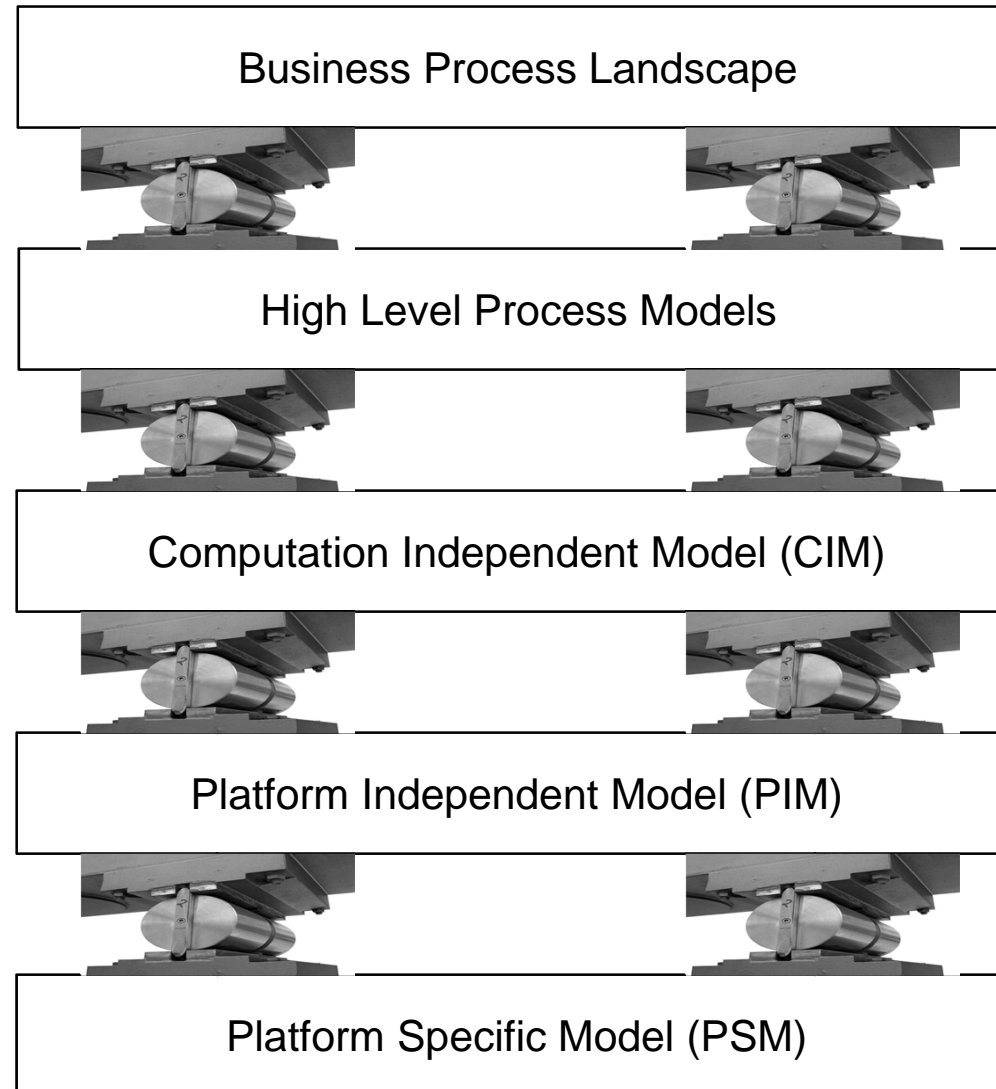 Business Process Landscape
High Level Process Models
Computation Independent Model (CIM)
Platform Independent Model (PIM)
Platform Specific Model (PSM)